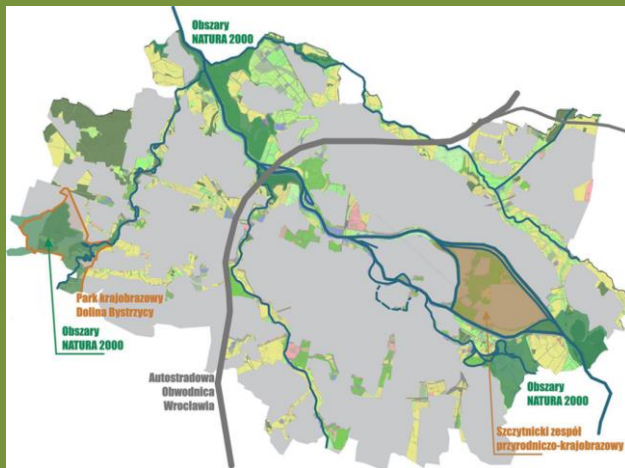 Obszary
NATURA 2000
Park krajobrazowy
Dolina Bystrzycy
Obszary
NATURA 2000
Autostradowa
Obwodnica
Wrocławia
Obszary
NATURA 2000
Szczytnicki zespół
przyrodniczo-krajobrazowy